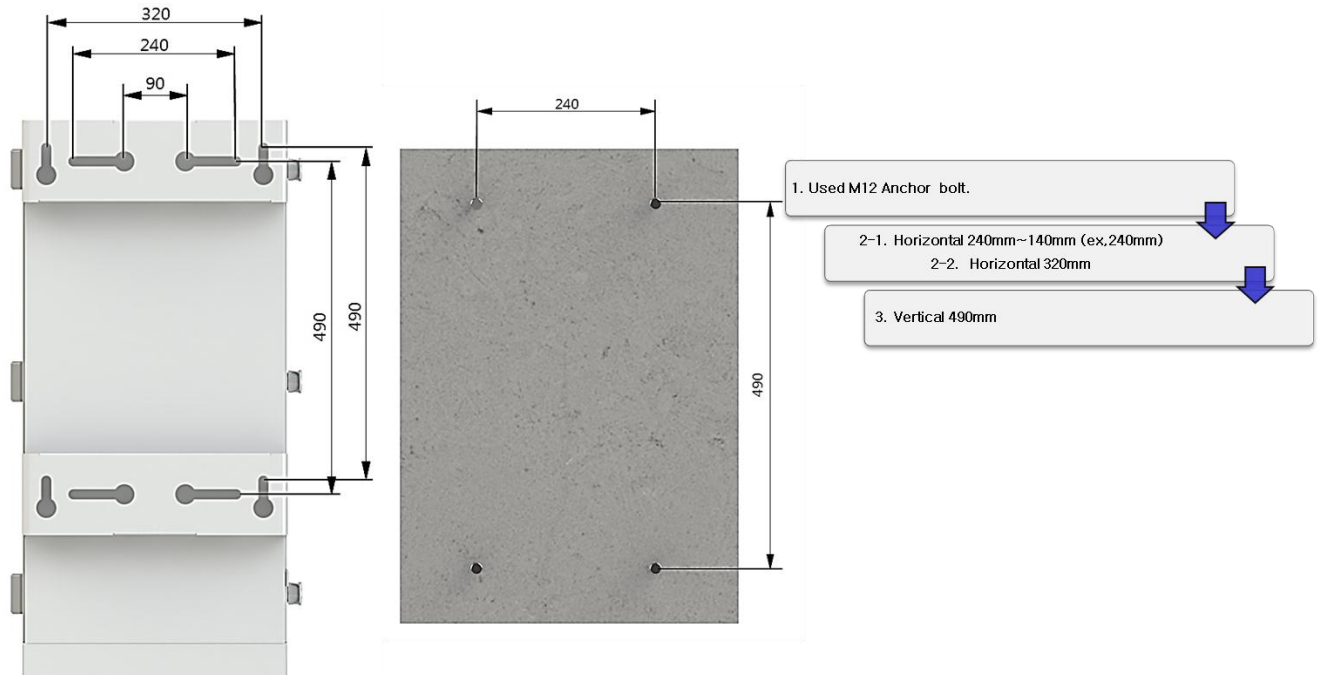 320
240
90
490
490
240
490
1. Used M12 Anchor bolt.
2-1. Horizontal 240mm~140mm (ex,240mm)
2-2. Horizontal 320mm
3. Vertical 490mm